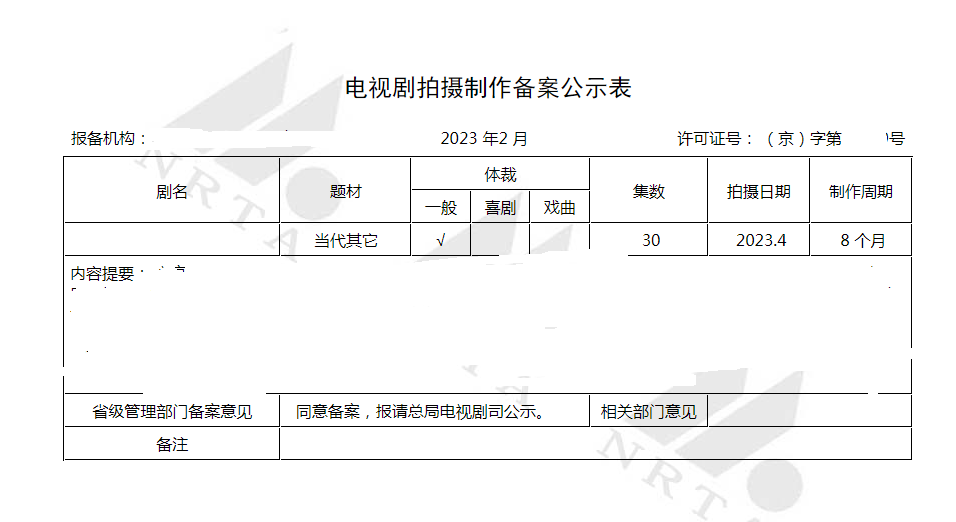 电视剧拍摄制作备案公示表
报备机构： 2023 年2 月 许可证号：（京）字第 号
剧名 题材 体裁 集数 拍摄日期 制作周期
一般 喜剧 戏曲
当代其它 √ 30 2023.4 8 个月
内容提要：
省级管理部门备案意见 同意备案，报请总局电视剧司公示。 相关部门意见
备注
NRTA
NRTA